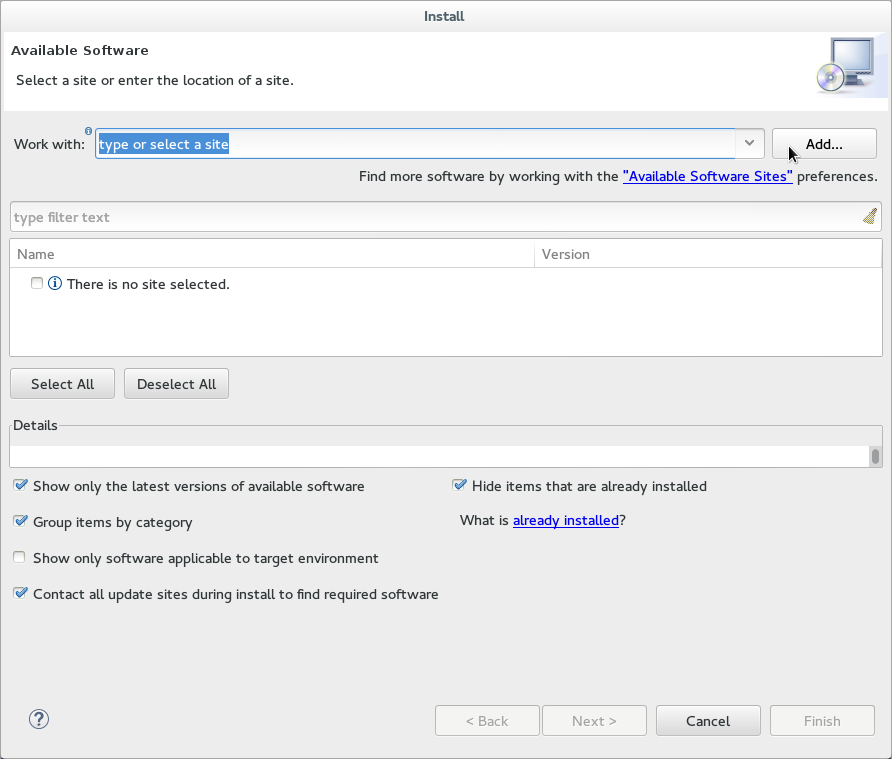 Install
Available Software
Select a site or enter the location of a site.
Work with: type or select a site Add...
Find more software by working with the "Available Software Sites" preferences.
type filter text
Name Version
There is no site selected.
Select All Deselect All
Details
Show only the latest versions of available software Hide items that are already installed
Group items by category What is already installed?
Show only software applicable to target environment
Contact all update sites during install to find required software
? < Back Next > Cancel Finish